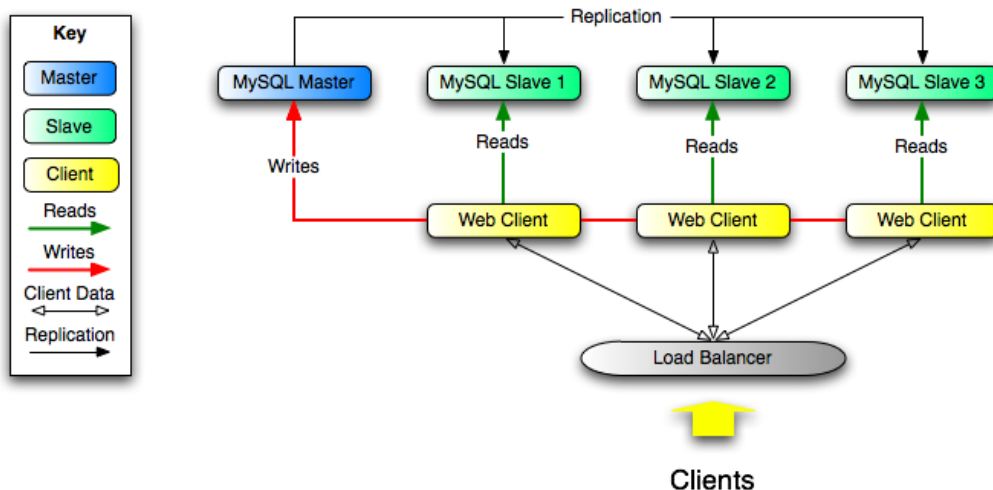 Key
Master
Slave
Client
Reads
Writes
Client Data
Replication
Replication
MySQL Master
MySQL Slave 1
MySQL Slave 2
MySQL Slave 3
Writes
Reads
Reads
Reads
Web Client
Web Client
Web Client
Load Balancer
Clients